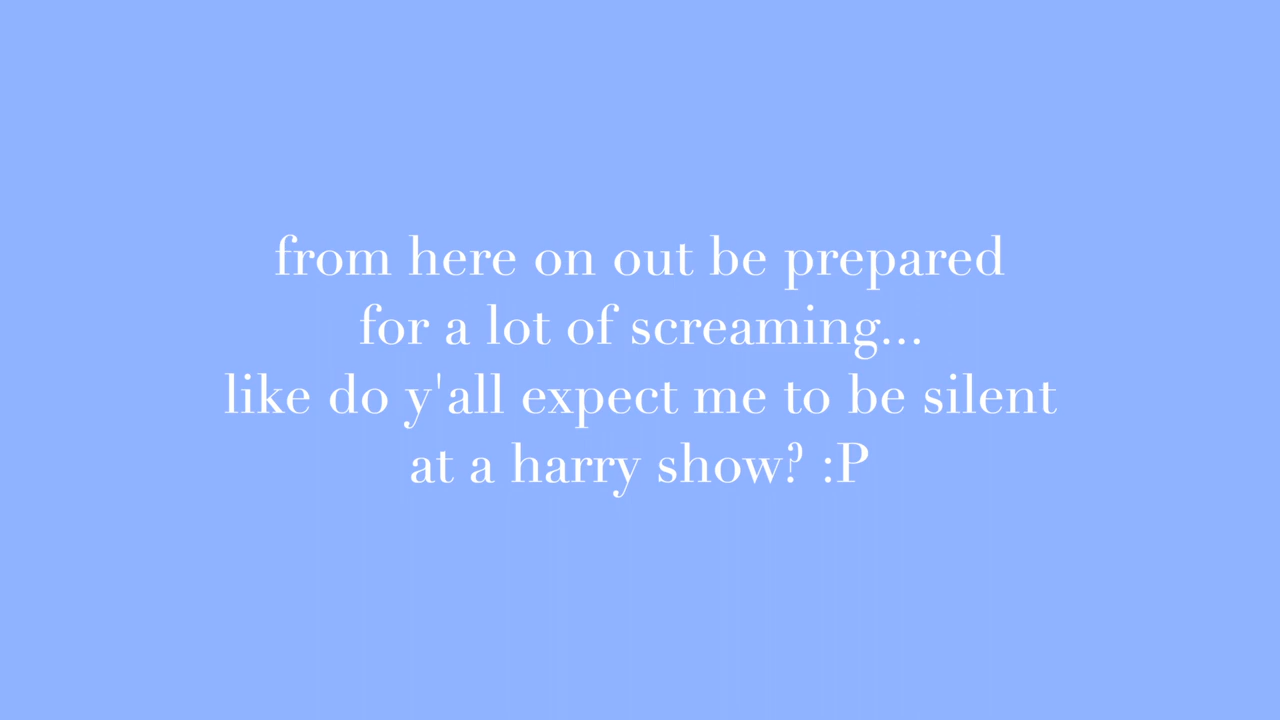 from here on out be prepared
for a lot of screaming...
like do y'all expect me to be silent
at a harry show? :P